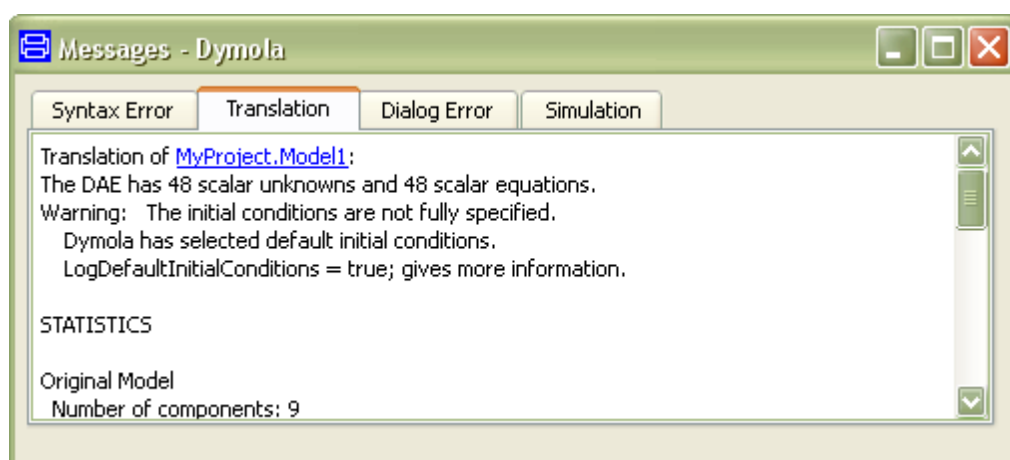 Messages - Dymola
Syntax Error Translation Dialog Error Simulation
Translation of MyProject.Model1:
The DAE has 48 scalar unknowns and 48 scalar equations.
Warning: The initial conditions are not fully specified.
Dymola has selected default initial conditions.
LogDefaultInitialConditions = true; gives more information.
STATISTICS
Original Model
Number of components: 9